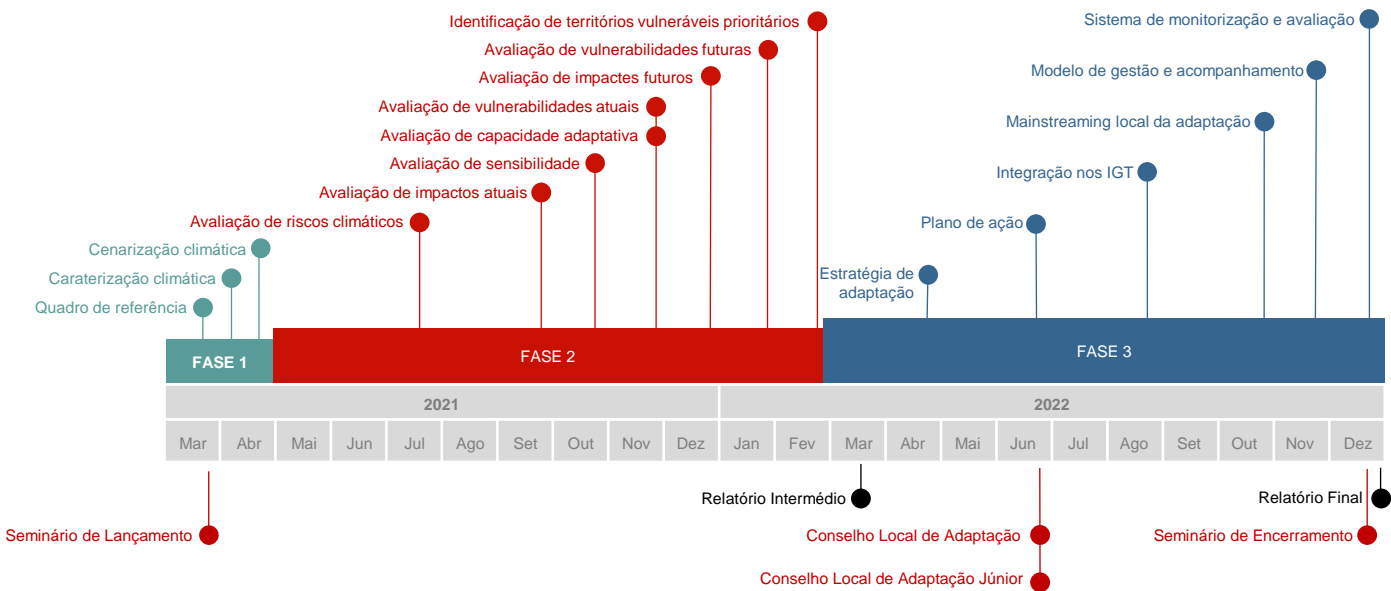 Identificação de territórios vulneráveis prioritários
Sistema de monitorização e avaliação
Avaliação de vulnerabilidades futuras
Modelo de gestão e acompanhamento
Avaliação de impactes futuros
Avaliação de vulnerabilidades atuais
Mainstreaming local da adaptação
Avaliação de capacidade adaptativa
Avaliação de sensibilidade
Integração nos IGT
Avaliação de impactos atuais
Avaliação de riscos climáticos
Plano de ação
Cenarização climática
Caraterização climática
Estratégia de
adaptação
Quadro de referência
FASE 1
FASE 2
FASE 3
2021
2022
Mar Abr Mai Jun Jul Ago Set Out Nov Dez Jan Fev Mar Abr Mai Jun Jul Ago Set Out Nov Dez
Relatório Intermédio
Relatório Final
Seminário de Lançamento
Conselho Local de Adaptação
Seminário de Encerramento
Conselho Local de Adaptação Júnior